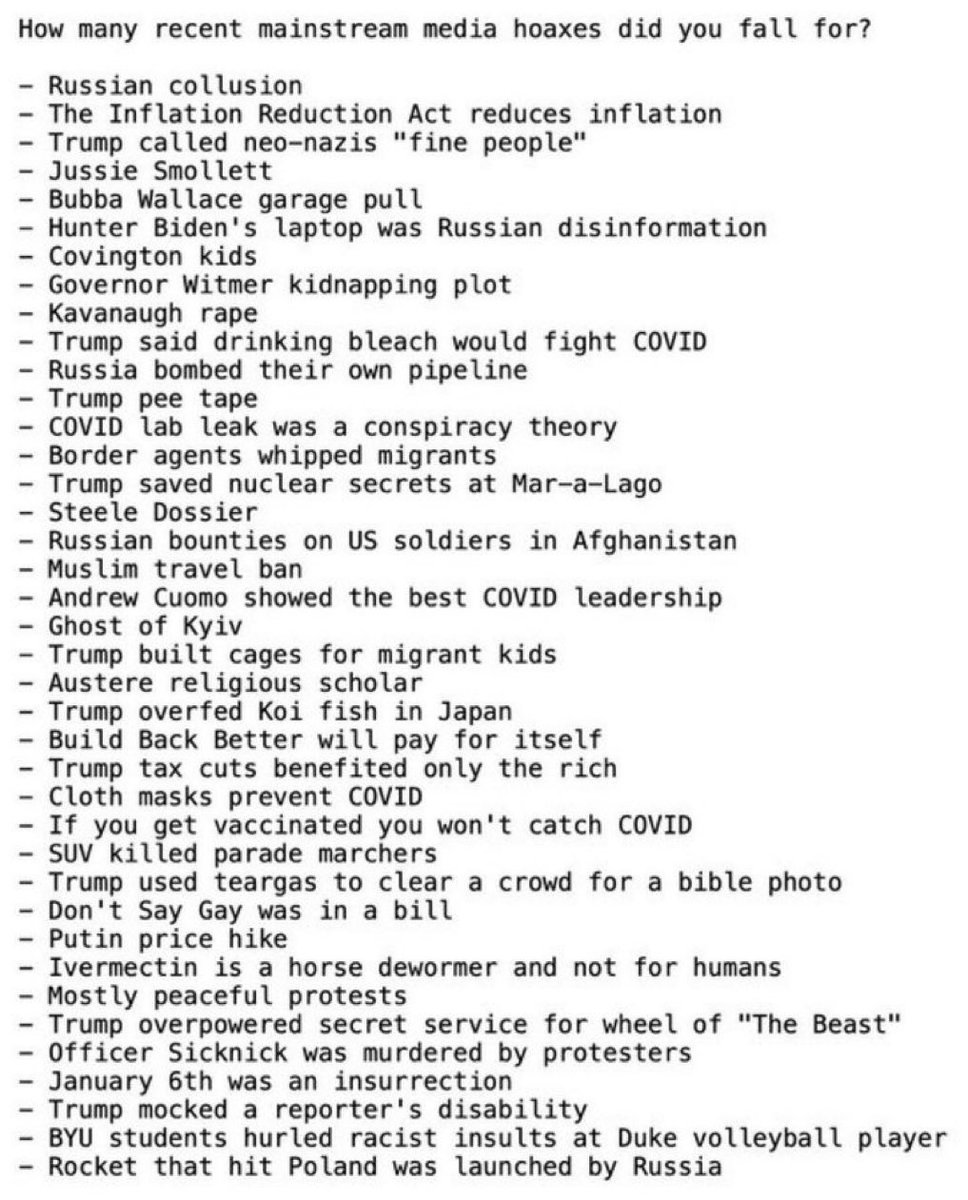 How many recent mainstream media hoaxes did you fall for?
– Russian collusion
– The Inflation Reduction Act reduces inflation
– Trump called neo-nazis "fine people"
– Jussie Smollett
– Bubba Wallace garage pull
– Hunter Biden's laptop was Russian disinformation
– Covington kids
– Governor Witmer kidnapping plot
– Kavanaugh rape
– Trump said drinking bleach would fight COVID
– Russia bombed their own pipeline
– Trump pee tape
– COVID lab leak was a conspiracy theory
– Border agents whipped migrants
– Trump saved nuclear secrets at Mar-a-Lago
– Steele Dossier
– Russian bounties on US soldiers in Afghanistan
– Muslim travel ban
– Andrew Cuomo showed the best COVID leadership
– Ghost of Kyiv
– Trump built cages for migrant kids
– Austere religious scholar
– Trump overfed Koi fish in Japan
– Build Back Better will pay for itself
– Trump tax cuts benefited only the rich
– Cloth masks prevent COVID
– If you get vaccinated you won't catch COVID
– SUV killed parade marchers
– Trump used teargas to clear a crowd for a bible photo
– Don't Say Gay was in a bill
– Putin price hike
– Ivermectin is a horse dewormer and not for humans
– Mostly peaceful protests
– Trump overpowered secret service for wheel of "The Beast"
– Officer Sicknick was murdered by protesters
– January 6th was an insurrection
– Trump mocked a reporter's disability
– BYU students hurled racist insults at Duke volleyball player
– Rocket that hit Poland was launched by Russia